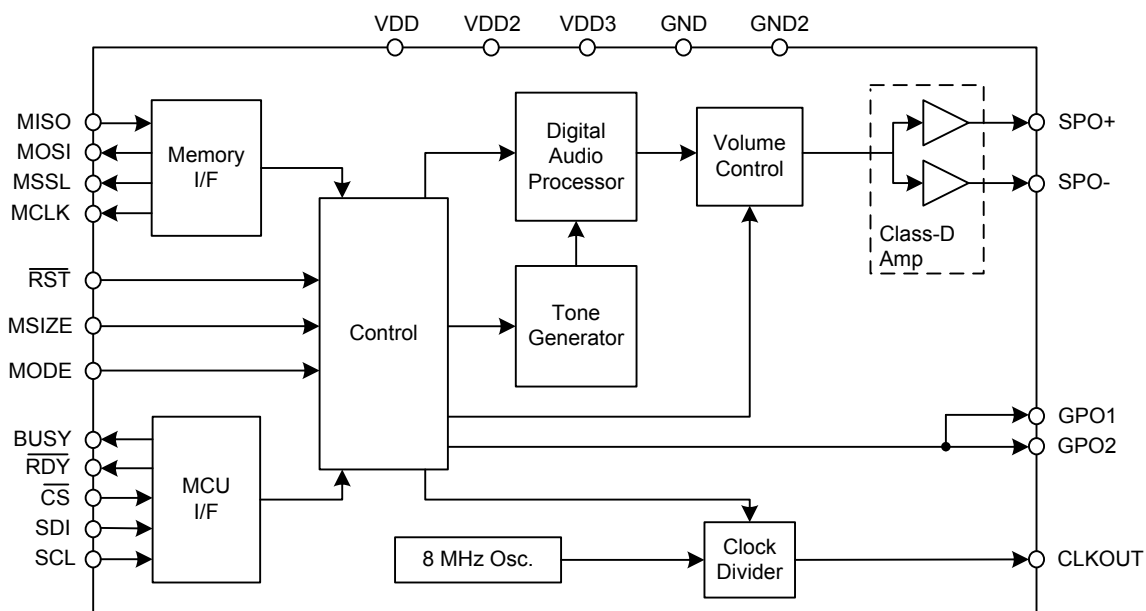 VDD
VDD2
VDD3
GND
GND2
MISO
MOSI
MSSL
MCLK
Memory
I/F
Digital
Audio
Processor
Volume
Control
Class-D
Amp
SPO+
SPO-
RST
MSIZE
MODE
Control
Tone
Generator
BUSY
RDY
CS
SDI
SCL
MCU
I/F
GPO1
GPO2
8 MHz Osc.
Clock
Divider
CLKOUT